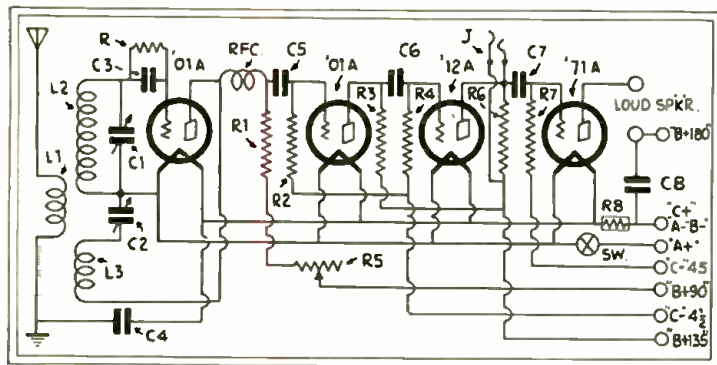 R
C3
'01A
RFC.
C5
'01A
C6
'12A
J
C7
'71A
LOUD SPKR.
L2
C1
R1
R2
R3
R4
R6
R7
"B+180"
C8
L1
C2
R8
"C+"
"A-"B-"
SW.
"A+"
L3
R5
"C-"45
"B+90"
C4
"C-"4½
"B+135"